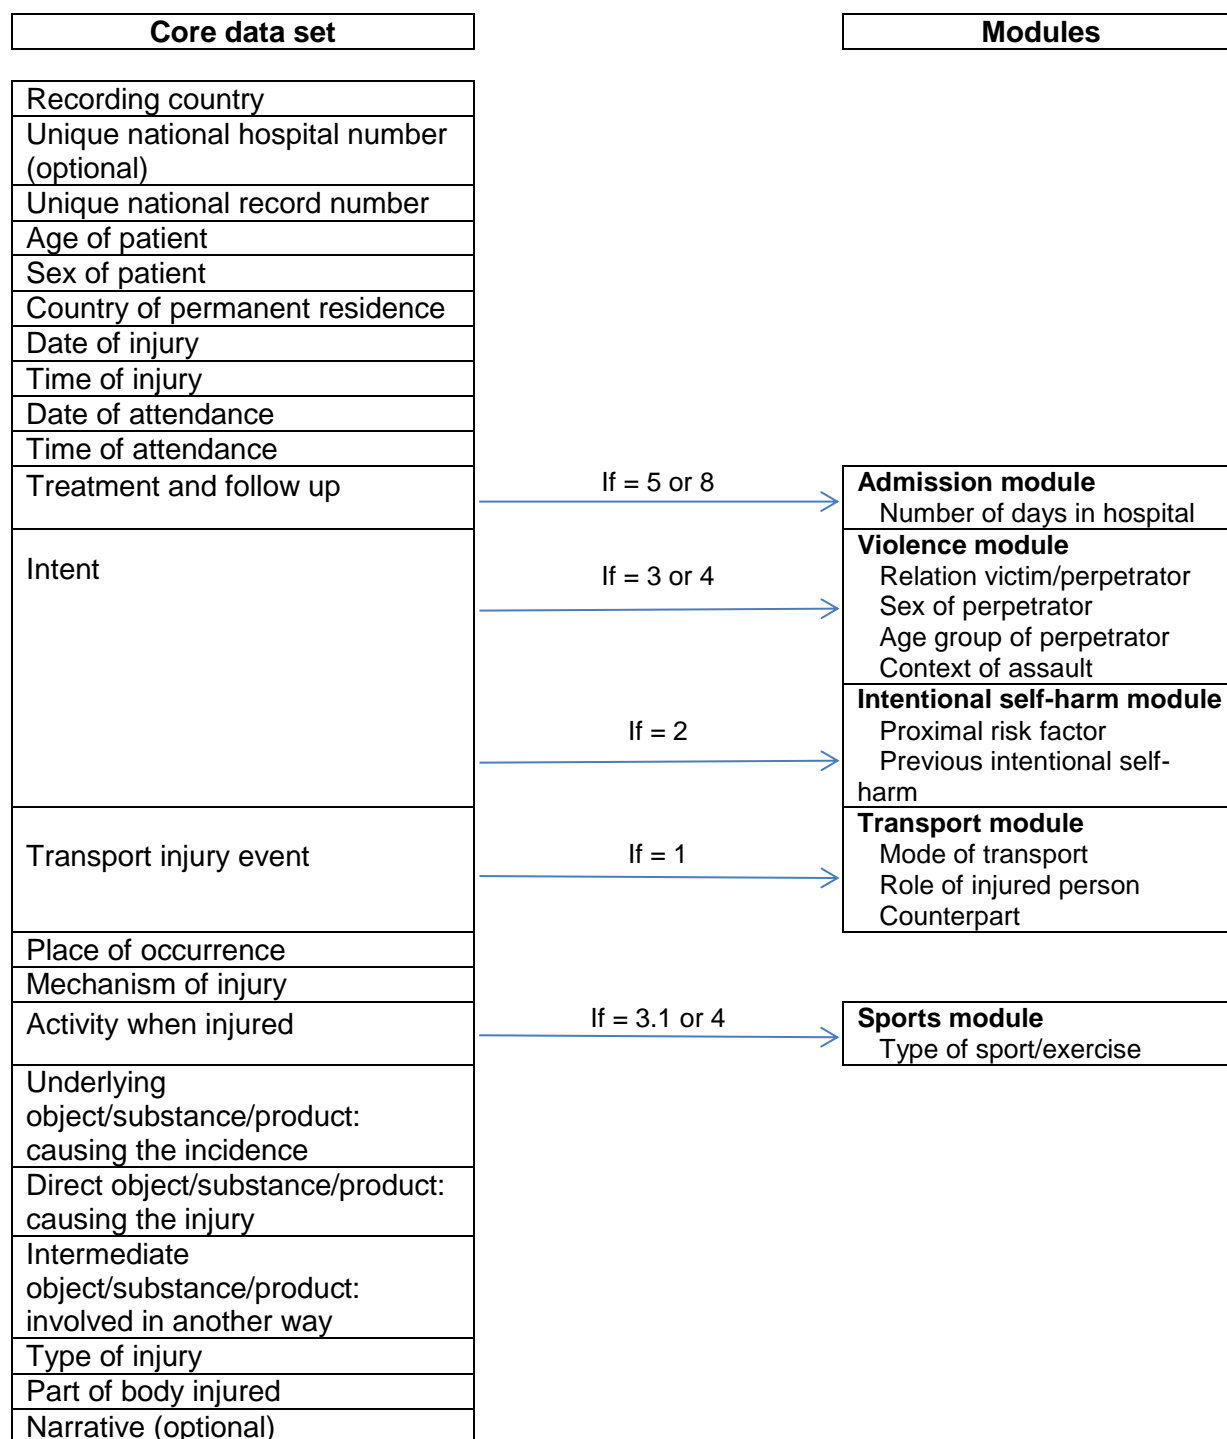 Core data set
Modules
Recording country
Unique national hospital number
(optional)
Unique national record number
Age of patient
Sex of patient
Country of permanent residence
Date of injury
Time of injury
Date of attendance
Time of attendance
Treatment and follow up
If = 5 or 8
Admission module
Number of days in hospital
Intent
If = 3 or 4
Violence module
Relation victim/perpetrator
Sex of perpetrator
Age group of perpetrator
Context of assault
If = 2
Intentional self-harm module
Proximal risk factor
Previous intentional self-
harm
Transport injury event
If = 1
Transport module
Mode of transport
Role of injured person
Counterpart
Place of occurrence
Mechanism of injury
Activity when injured
If = 3.1 or 4
Sports module
Type of sport/exercise
Underlying
object/substance/product:
causing the incidence
Direct object/substance/product:
causing the injury
Intermediate
object/substance/product:
involved in another way
Type of injury
Part of body injured
Narrative (optional)